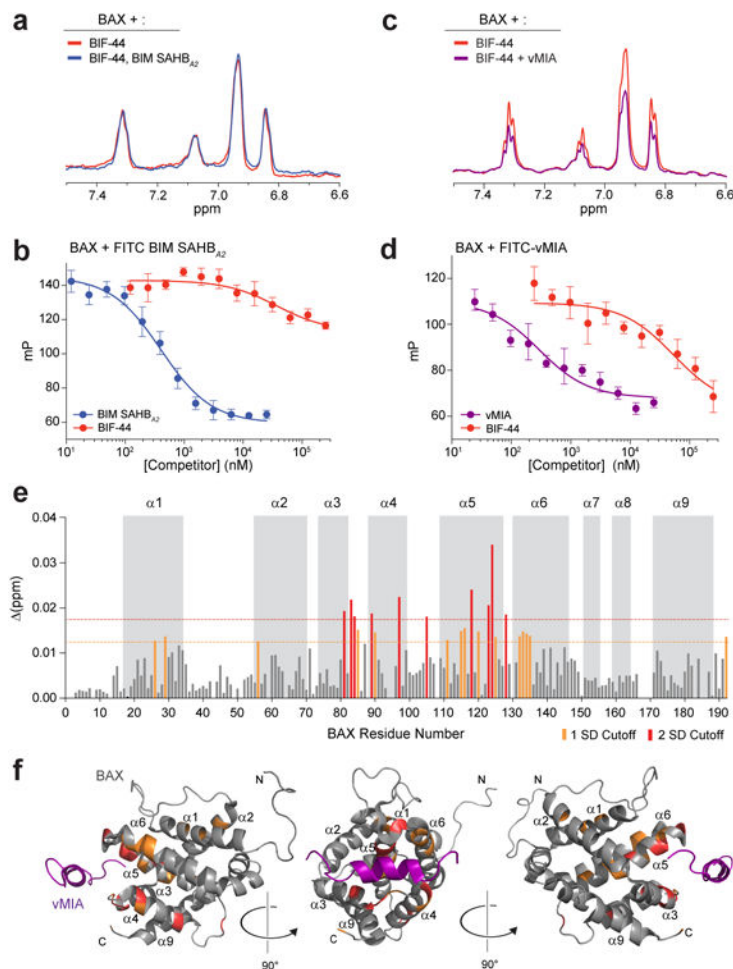 a
BAX + :
BIF-44
BIF-44, BIM SAHB_A2
7.4 7.2 7.0 6.8 6.6
ppm
c
BAX + :
BIF-44
BIF-44 + vMIA
7.4 7.2 7.0 6.8 6.6
ppm
b
BAX + FITC BIM SAHB_A2
140
120
100
80
60
mP
BIM SAHB_A2
BIF-44
10¹ 10² 10³ 10⁴ 10⁵
[Competitor] (nM)
d
BAX + FITC-vMIA
120
100
80
60
mP
vMIA
BIF-44
10¹ 10² 10³ 10⁴ 10⁵
[Competitor] (nM)
e
α1 α2 α3 α4 α5 α6 α7 α8 α9
0.04
0.03
0.02
0.01
0.00
Δ(ppm)
0 10 20 30 40 50 60 70 80 90 100 110 120 130 140 150 160 170 180 190
BAX Residue Number
1 SD Cutoff 2 SD Cutoff
f
BAX
N
α6 α1 α2
α5
α3
α4
α9
C
vMIA
90°
N
α1
α2 α6
α5
α3 α4
α9
C
90°
N
α1 α6
α2
α5
α3
α9
C